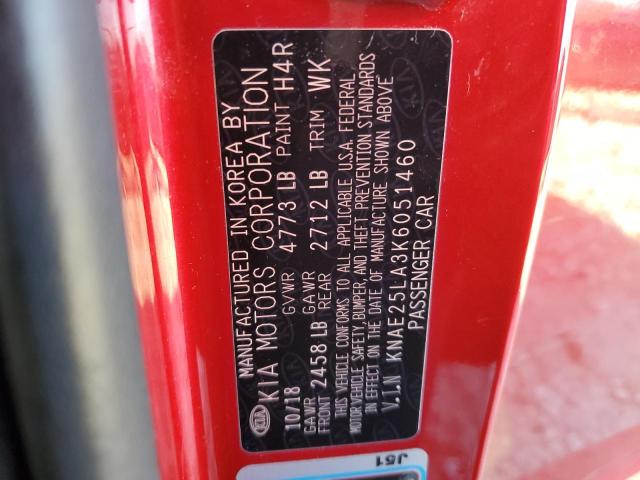 MANUFACTURED IN KOREA BY
KIA KIA MOTORS CORPORATION
10/18 GVWR 4773 LB PAINT H4R
GAWR FRONT 2458 LB GAWR REAR 2712 LB TRIM WK
THIS VEHICLE CONFORMS TO ALL APPLICABLE U.S.A FEDERAL
MOTOR VEHICLE SAFETY, BUMPER, AND THEFT PREVENTION STANDARDS
IN EFFECT ON THE DATE OF MANUFACTURE SHOWN ABOVE
V.I.N KNAE25LA3K6051460
PASSENGER CAR
J51